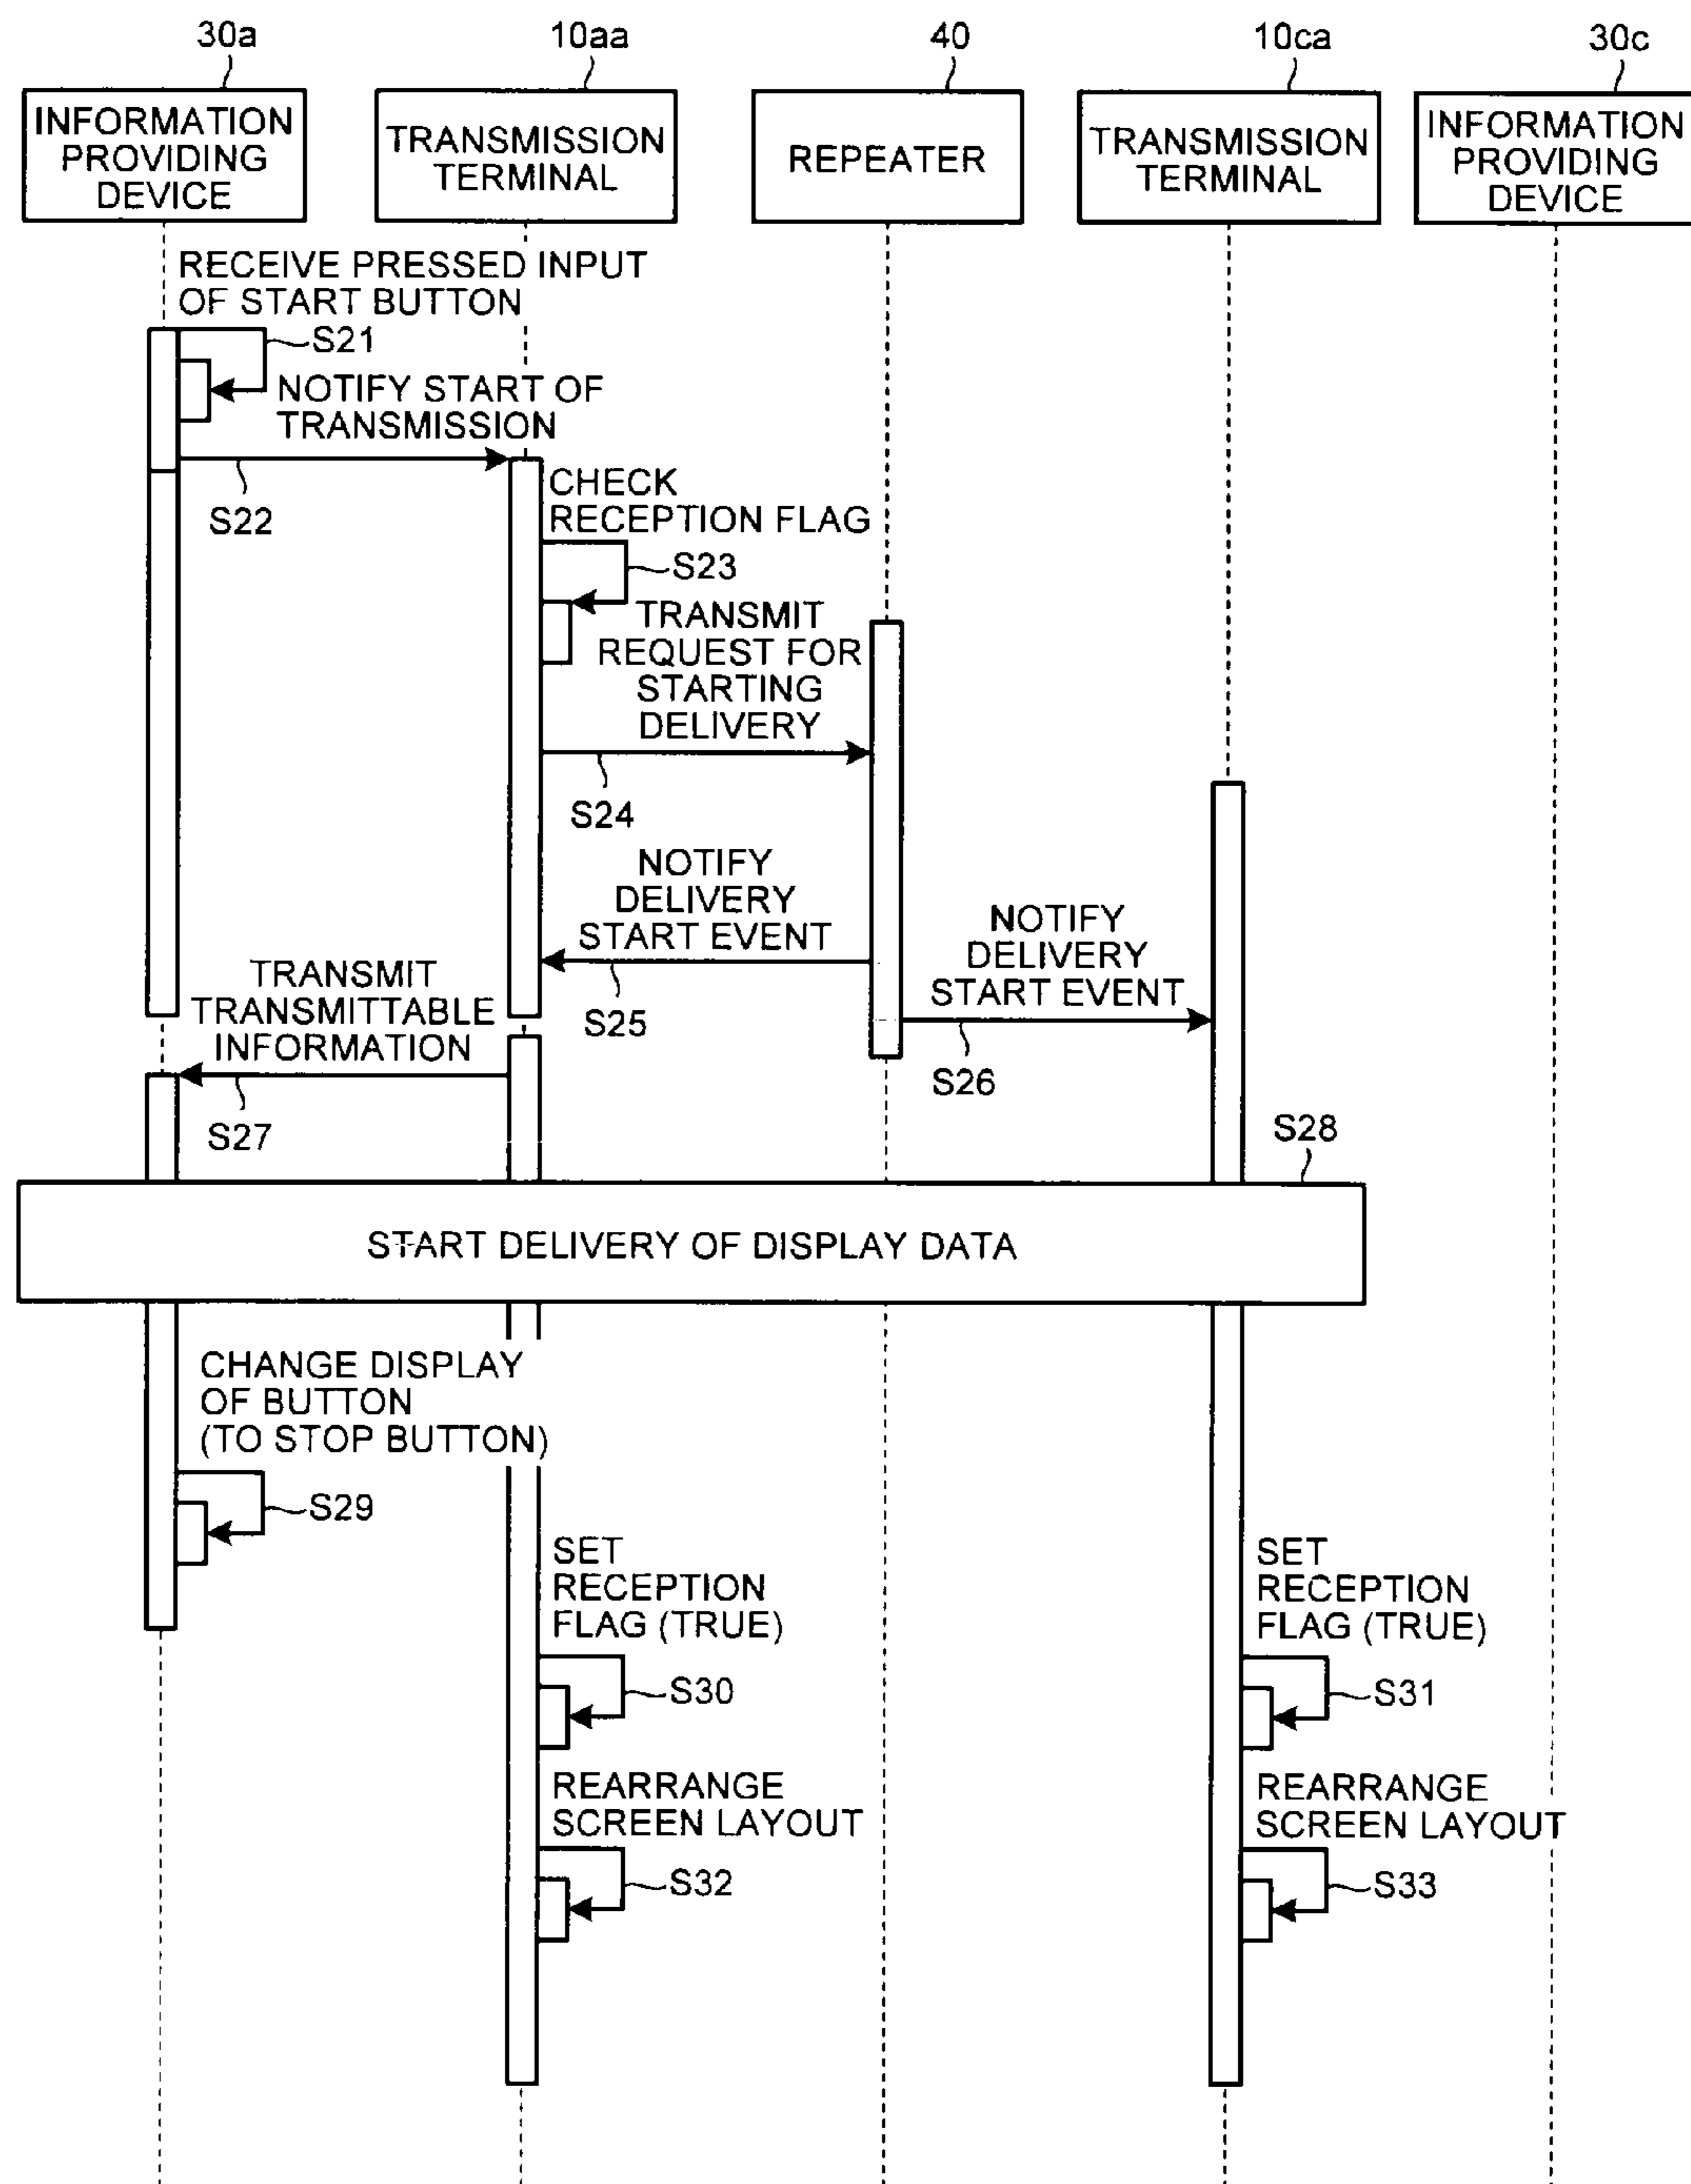 30a
10aa
40
10ca
30c
INFORMATION
PROVIDING
DEVICE
TRANSMISSION
TERMINAL
REPEATER
TRANSMISSION
TERMINAL
INFORMATION
PROVIDING
DEVICE
RECEIVE PRESSED INPUT
OF START BUTTON
S21
NOTIFY START OF
TRANSMISSION
S22
CHECK
RECEPTION FLAG
S23
TRANSMIT
REQUEST FOR
STARTING
DELIVERY
S24
NOTIFY
DELIVERY
START EVENT
S25
NOTIFY
DELIVERY
START EVENT
S26
TRANSMIT
TRANSMITTABLE
INFORMATION
S27
S28
START DELIVERY OF DISPLAY DATA
CHANGE DISPLAY
OF BUTTON
(TO STOP BUTTON)
S29
SET
RECEPTION
FLAG (TRUE)
S30
SET
RECEPTION
FLAG (TRUE)
S31
REARRANGE
SCREEN LAYOUT
S32
REARRANGE
SCREEN LAYOUT
S33